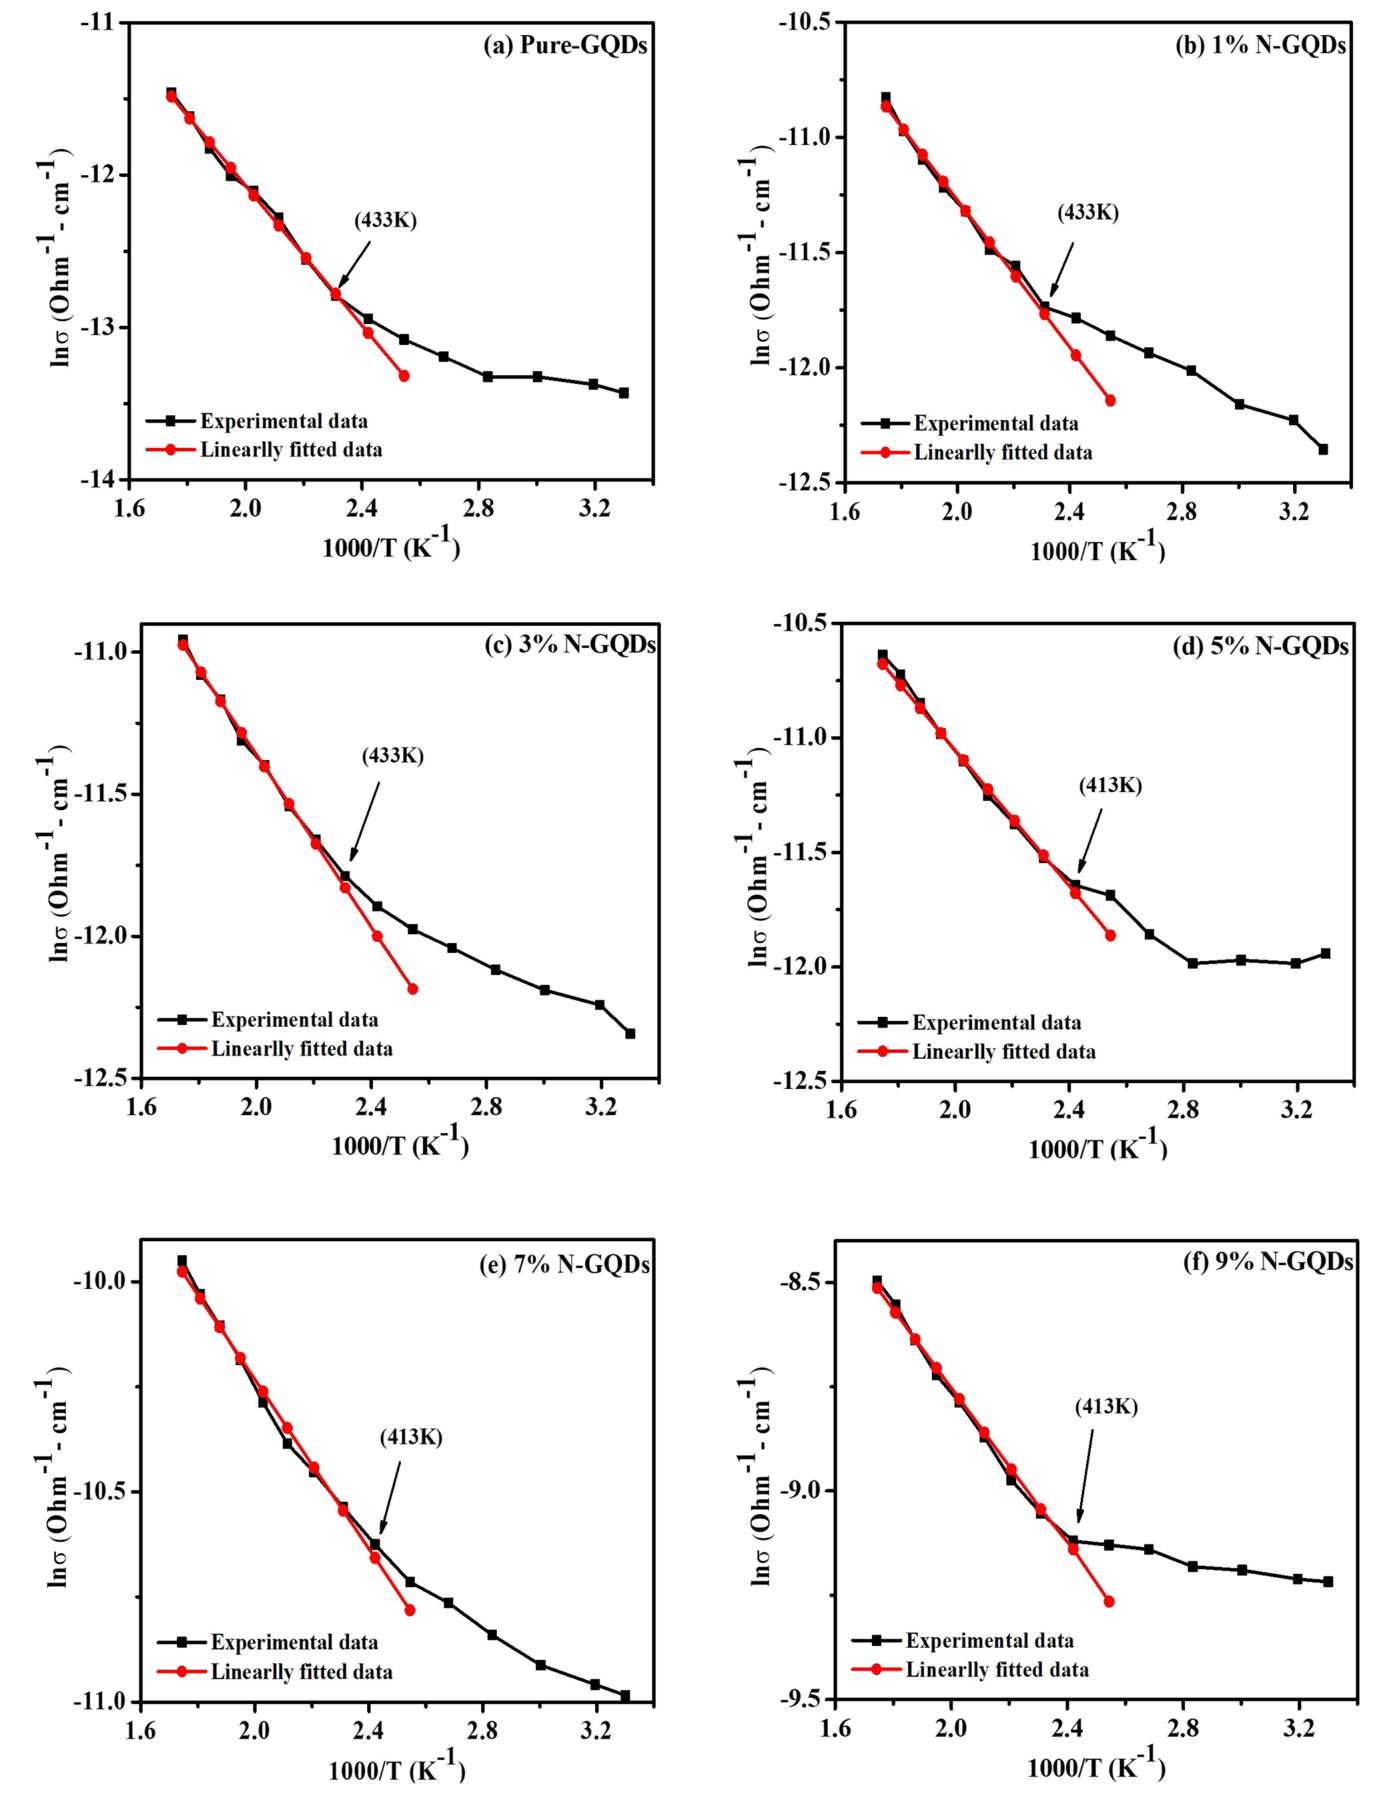 (a) Pure-GQDs
-11
-12
-13
-14
lnσ (Ohm⁻¹ - cm⁻¹)
(433K)
Experimental data
Linearlly fitted data
1.6 2.0 2.4 2.8 3.2
1000/T (K⁻¹)
(b) 1% N-GQDs
-10.5
-11.0
-11.5
-12.0
-12.5
lnσ (Ohm⁻¹ - cm⁻¹)
(433K)
Experimental data
Linearlly fitted data
1.6 2.0 2.4 2.8 3.2
1000/T (K⁻¹)
(c) 3% N-GQDs
-11.0
-11.5
-12.0
-12.5
lnσ (Ohm⁻¹ - cm⁻¹)
(433K)
Experimental data
Linearlly fitted data
1.6 2.0 2.4 2.8 3.2
1000/T (K⁻¹)
(d) 5% N-GQDs
-10.5
-11.0
-11.5
-12.0
-12.5
lnσ (Ohm⁻¹ - cm⁻¹)
(413K)
Experimental data
Linearlly fitted data
1.6 2.0 2.4 2.8 3.2
1000/T (K⁻¹)
(e) 7% N-GQDs
-10.0
-10.5
-11.0
lnσ (Ohm⁻¹ - cm⁻¹)
(413K)
Experimental data
Linearlly fitted data
1.6 2.0 2.4 2.8 3.2
1000/T (K⁻¹)
(f) 9% N-GQDs
-8.5
-9.0
-9.5
lnσ (Ohm⁻¹ - cm⁻¹)
(413K)
Experimental data
Linearlly fitted data
1.6 2.0 2.4 2.8 3.2
1000/T (K⁻¹)